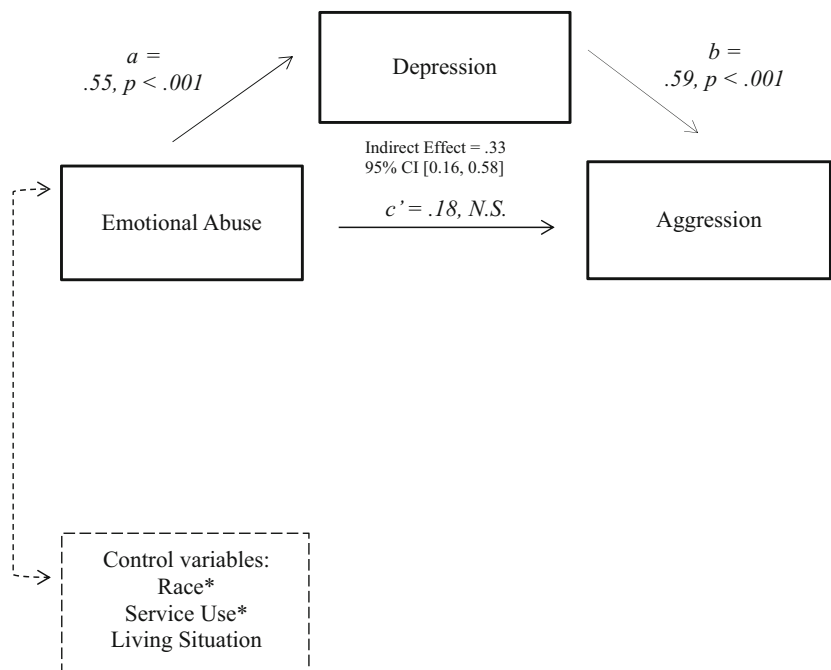 a =
.55, p < .001
Depression
b =
.59, p < .001
Indirect Effect = .33
95% CI [0.16, 0.58]
Emotional Abuse
c’ = .18, N.S.
Aggression
Control variables:
Race*
Service Use*
Living Situation